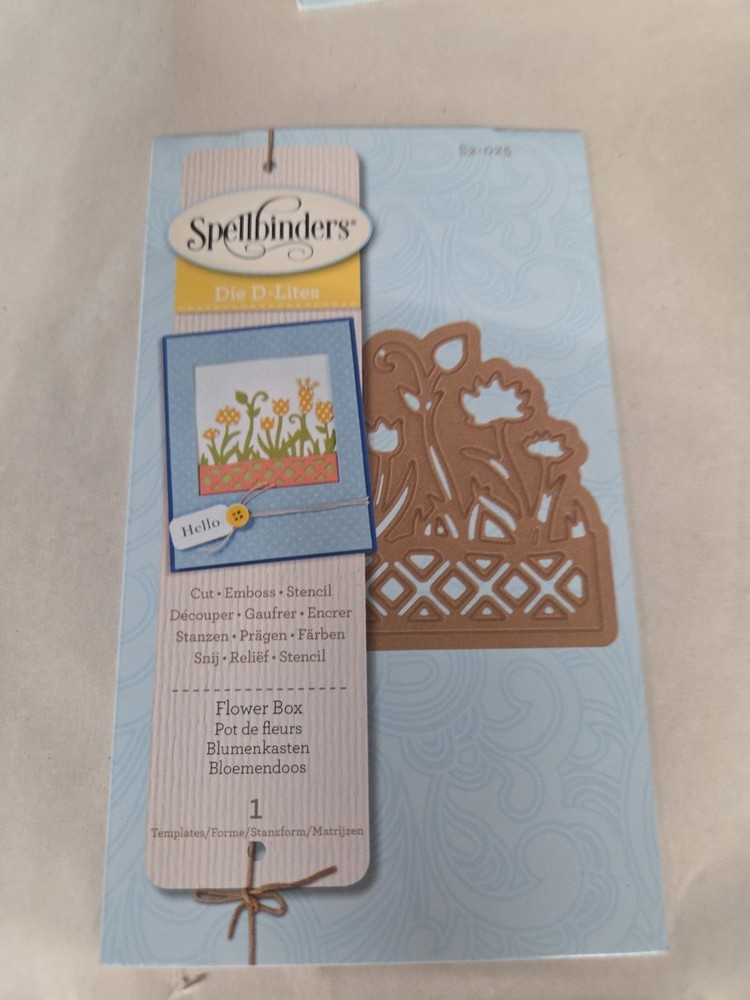 S2-025
Spellbinders®
Die D-Lites
Hello
Cut • Emboss • Stencil
Découper • Gaufrer • Encrer
Stanzen • Prägen • Färben
Snij • Reliëf • Stencil
Flower Box
Pot de fleurs
Blumenkasten
Bloemendoos
1
Templates/Forme/Stanzform/Matrijzen